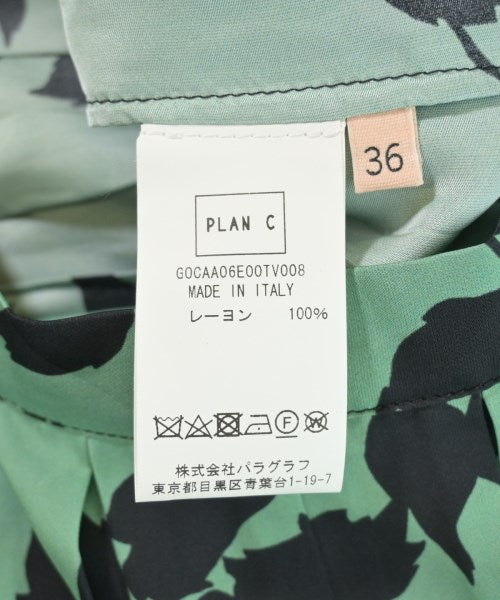 36
PLAN C
GOCAA06E00TV008
MADE IN ITALY
レーヨン 100%
株式会社パラグラフ
東京都目黒区青葉台1-19-7